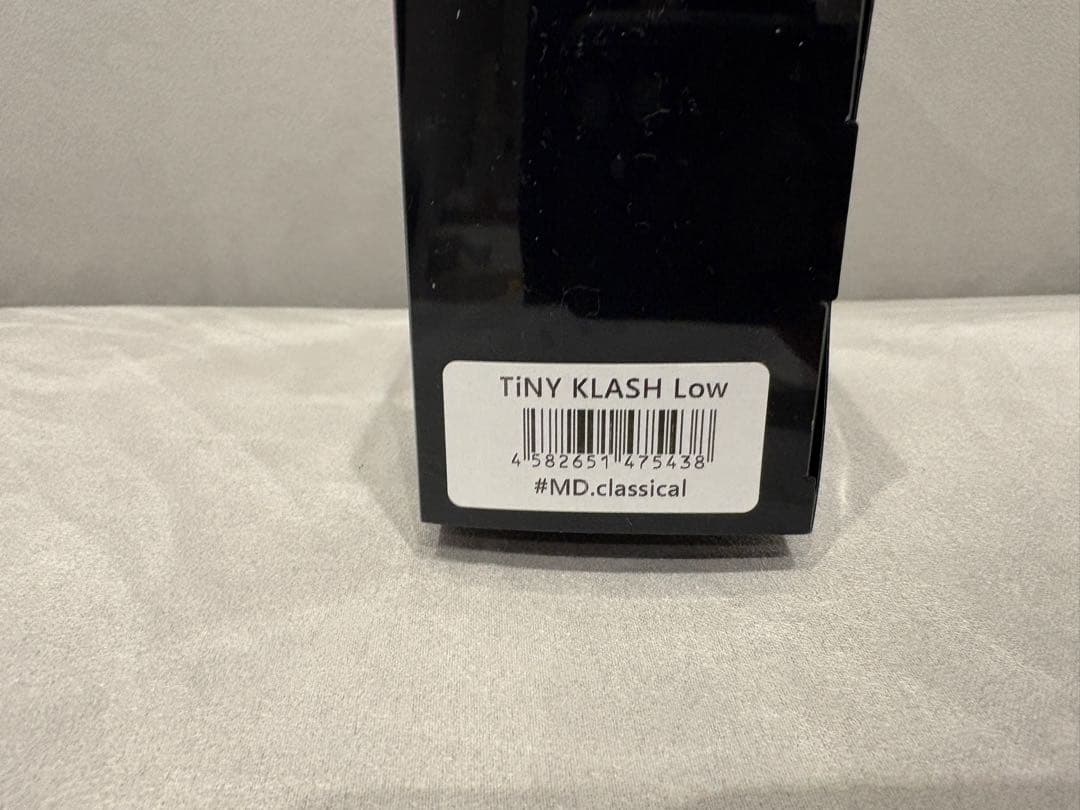 TiNY KLASH Low
4 582651 475438
#MD.classical